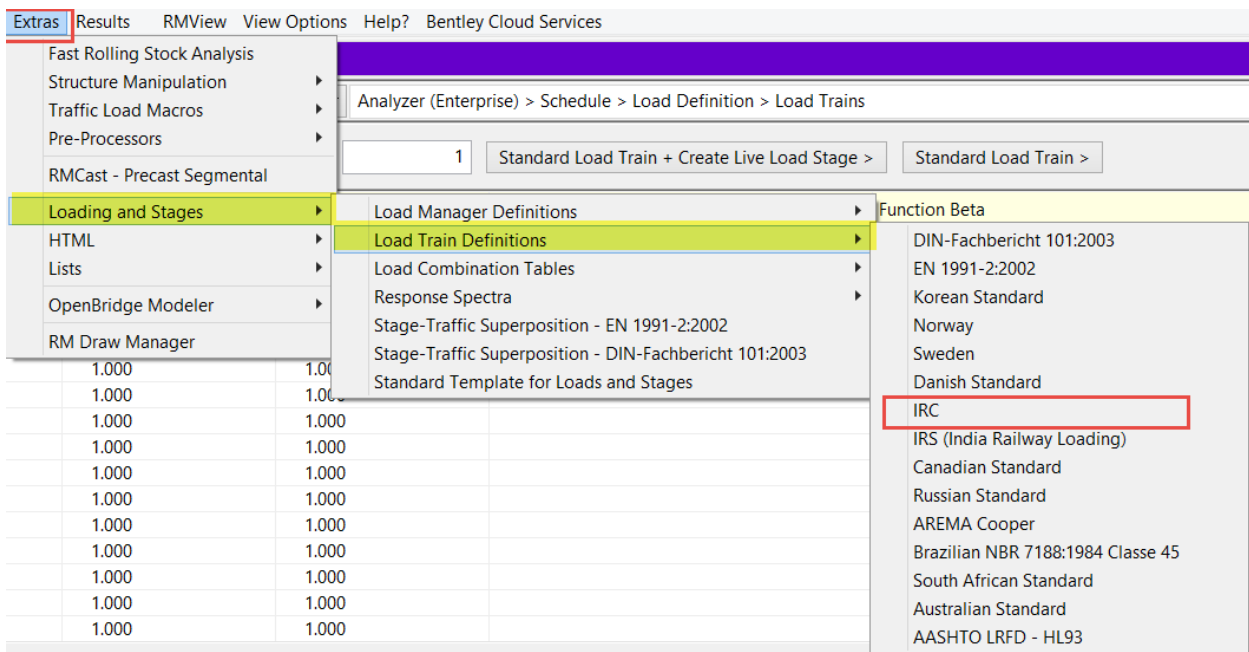 Extras Results RMView View Options Help? Bentley Cloud Services
Fast Rolling Stock Analysis
Structure Manipulation
Traffic Load Macros
Pre-Processors
RMCast - Precast Segmental
Loading and Stages
HTML
Lists
OpenBridge Modeler
RM Draw Manager
Analyzer (Enterprise) > Schedule > Load Definition > Load Trains
1 Standard Load Train + Create Live Load Stage > Standard Load Train >
Load Manager Definitions
Load Train Definitions
Load Combination Tables
Response Spectra
Stage-Traffic Superposition - EN 1991-2:2002
Stage-Traffic Superposition - DIN-Fachbericht 101:2003
Standard Template for Loads and Stages
Function Beta
DIN-Fachbericht 101:2003
EN 1991-2:2002
Korean Standard
Norway
Sweden
Danish Standard
IRC
IRS (India Railway Loading)
Canadian Standard
Russian Standard
AREMA Cooper
Brazilian NBR 7188:1984 Classe 45
South African Standard
Australian Standard
AASHTO LRFD - HL93
1.000
1.000
1.000 1.000
1.000 1.000
1.000 1.000
1.000 1.000
1.000 1.000
1.000 1.000
1.000 1.000
1.000 1.000
1.000 1.000